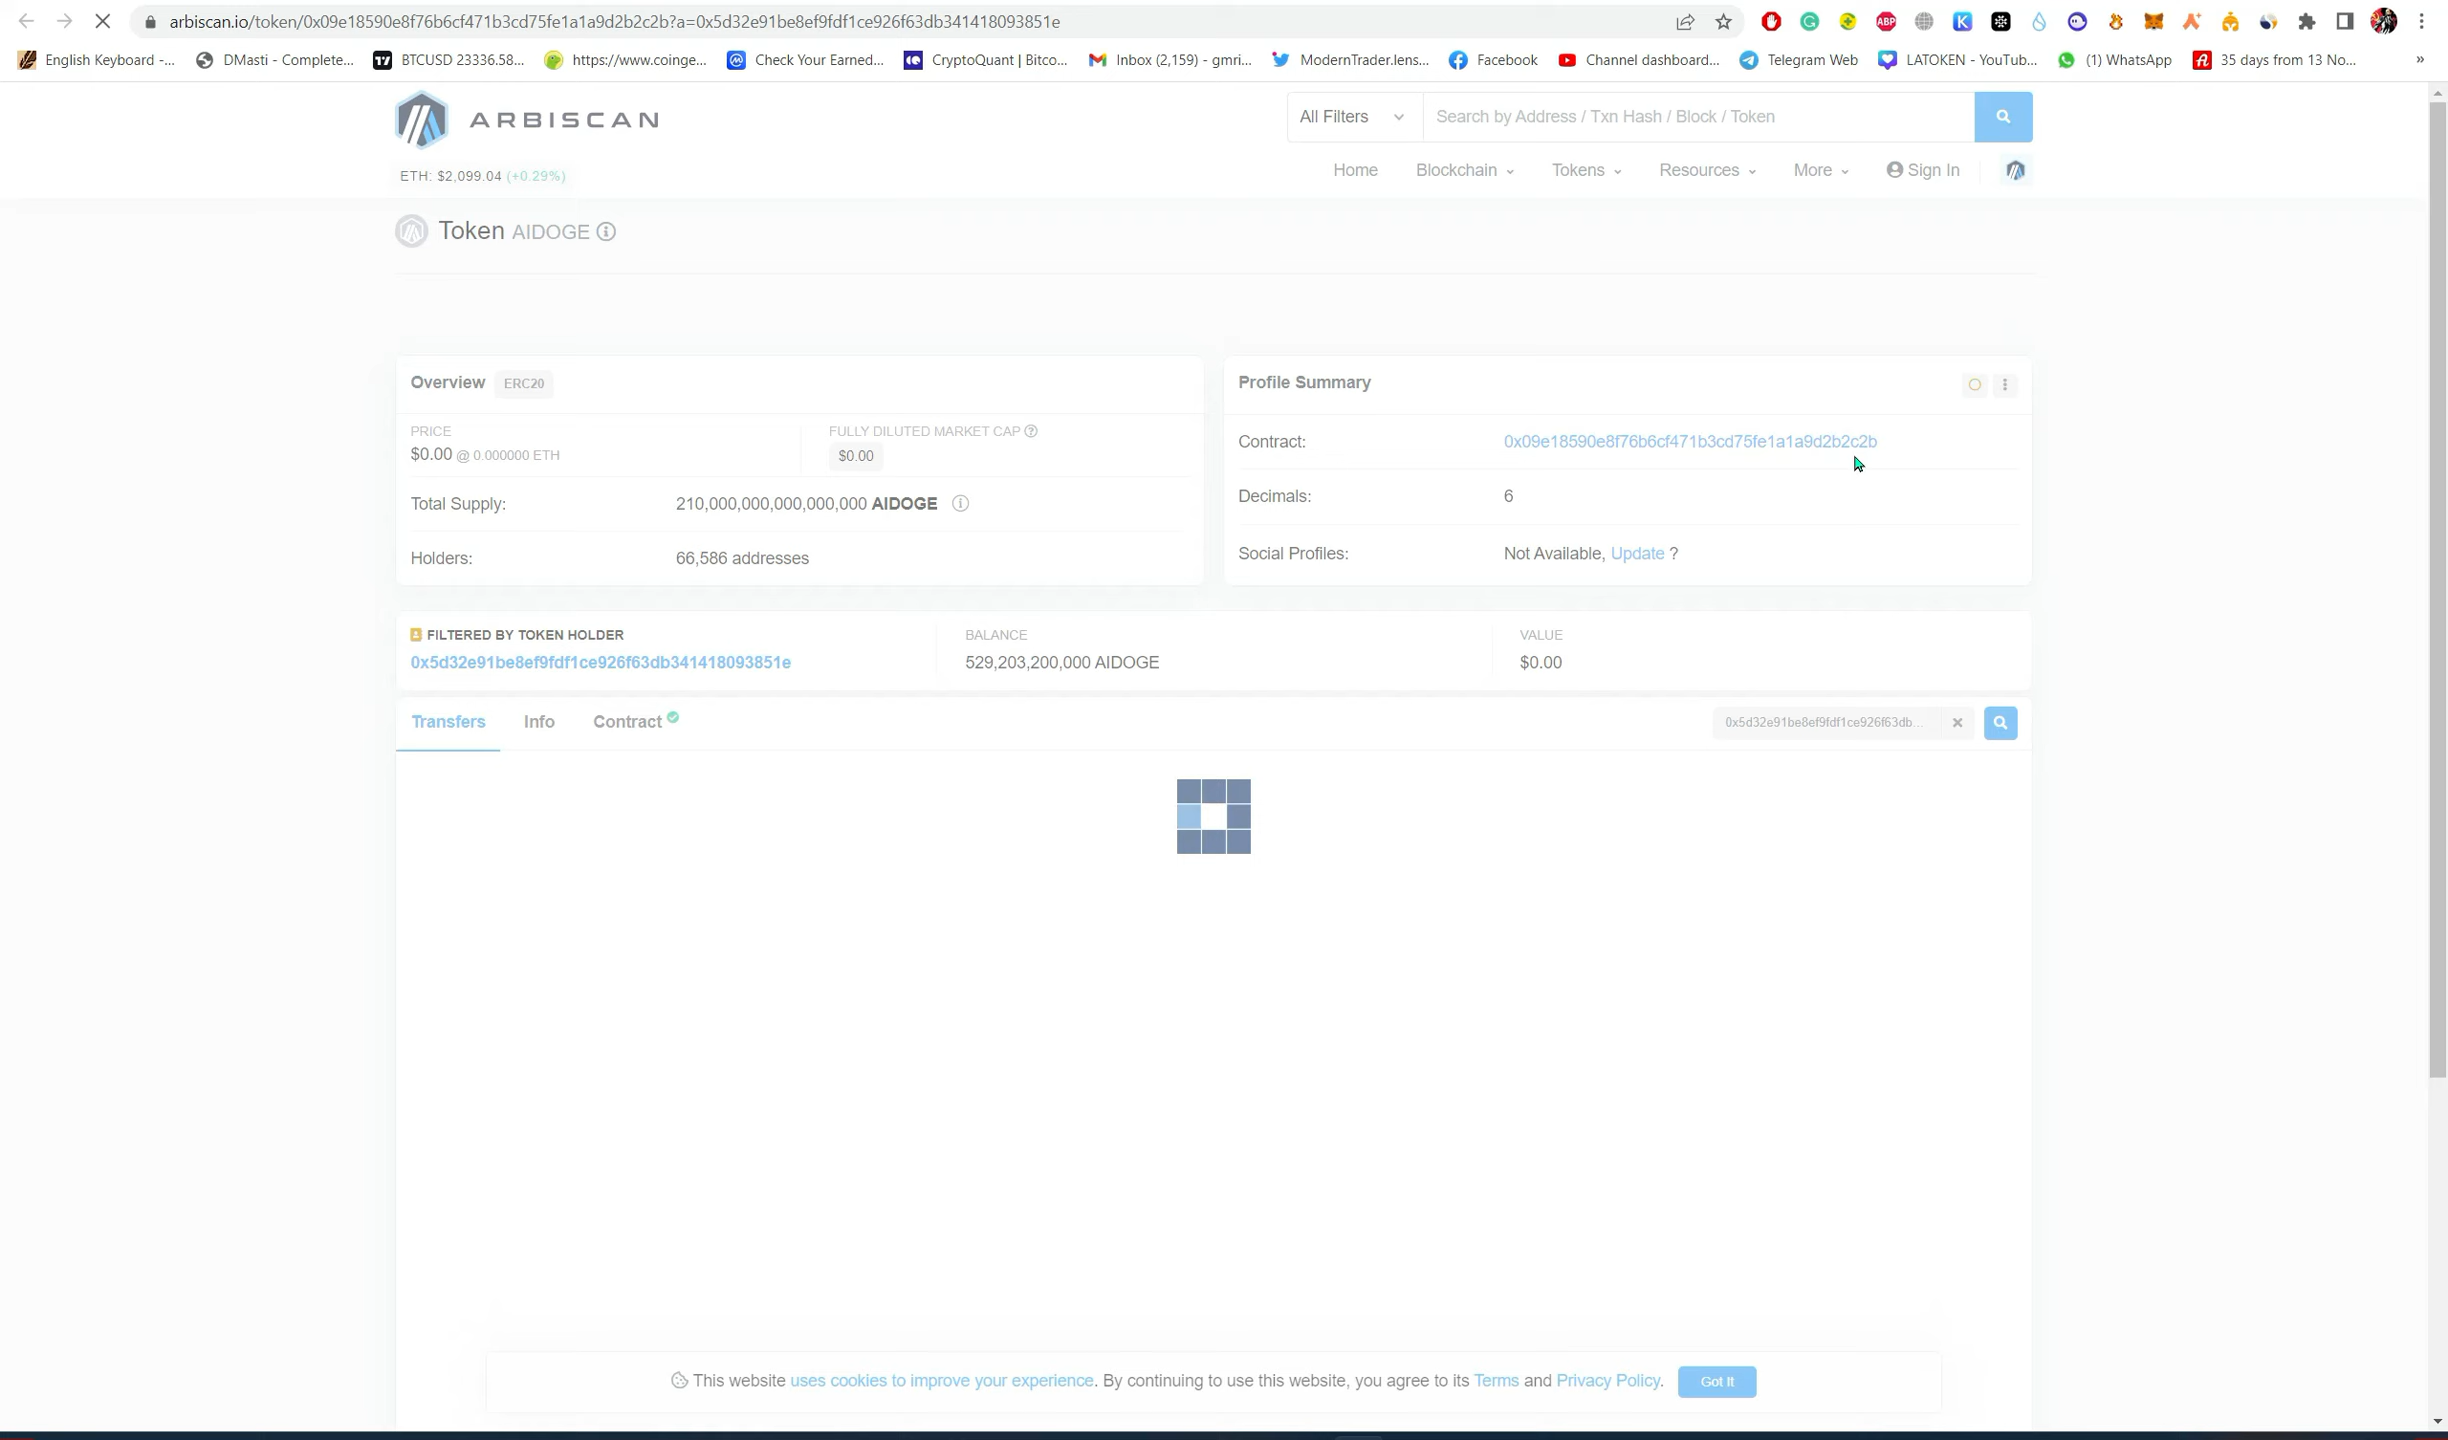 arbiscan.io/token/0x09e18590e8f76b6cf471b3cd75fe1a1a9d2b2c2b?a=0x5d32e91be8ef9fdf1ce926f63db341418093851e
English Keyboard -... DMasti - Complete... BTCUSD 23336.58... https://www.coinge... Check Your Earned... CryptoQuant | Bitco... Inbox (2,159) - gmri... ModernTrader.lens... Facebook Channel dashboard... Telegram Web LATOKEN - YouTub... (1) WhatsApp 35 days from 13 No... »
ARBISCAN
All Filters Search by Address / Txn Hash / Block / Token
ETH: $2,099.04 (+0.29%)
Home Blockchain Tokens Resources More Sign In
Token AIDOGE
Overview ERC20
PRICE
$0.00 @ 0.000000 ETH
FULLY DILUTED MARKET CAP
$0.00
Total Supply: 210,000,000,000,000,000 AIDOGE
Holders: 66,586 addresses
Profile Summary
Contract: 0x09e18590e8f76b6cf471b3cd75fe1a1a9d2b2c2b
Decimals: 6
Social Profiles: Not Available, Update ?
FILTERED BY TOKEN HOLDER
0x5d32e91be8ef9fdf1ce926f63db341418093851e
BALANCE
529,203,200,000 AIDOGE
VALUE
$0.00
Transfers Info Contract
0x5d32e91be8ef9fdf1ce926f63db...
This website uses cookies to improve your experience. By continuing to use this website, you agree to its Terms and Privacy Policy. Got It